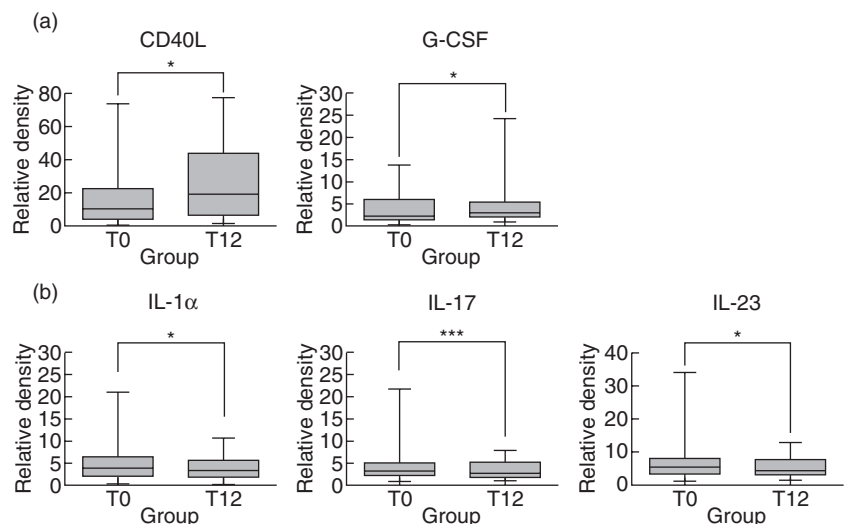 (a)
CD40L
G-CSF
*
*
Relative density
80
60
40
20
0
T0
T12
Group
Relative density
30
25
20
15
10
5
0
T0
T12
Group
(b)
IL-1α
IL-17
IL-23
*
***
*
Relative density
30
25
20
15
10
5
0
T0
T12
Group
Relative density
30
25
20
15
10
5
0
T0
T12
Group
Relative density
40
30
20
10
0
T0
T12
Group